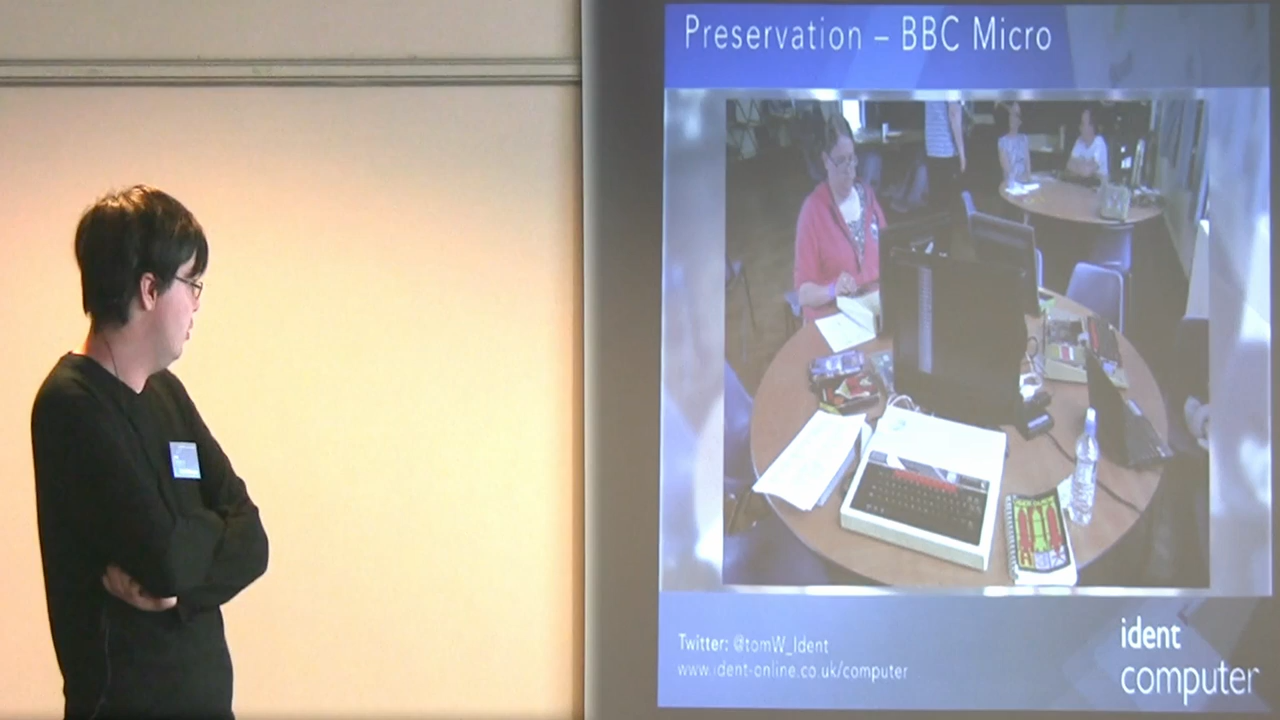 Preservation – BBC Micro
Twitter: @tomW_Ident
www.ident-online.co.uk/computer
ident
computer